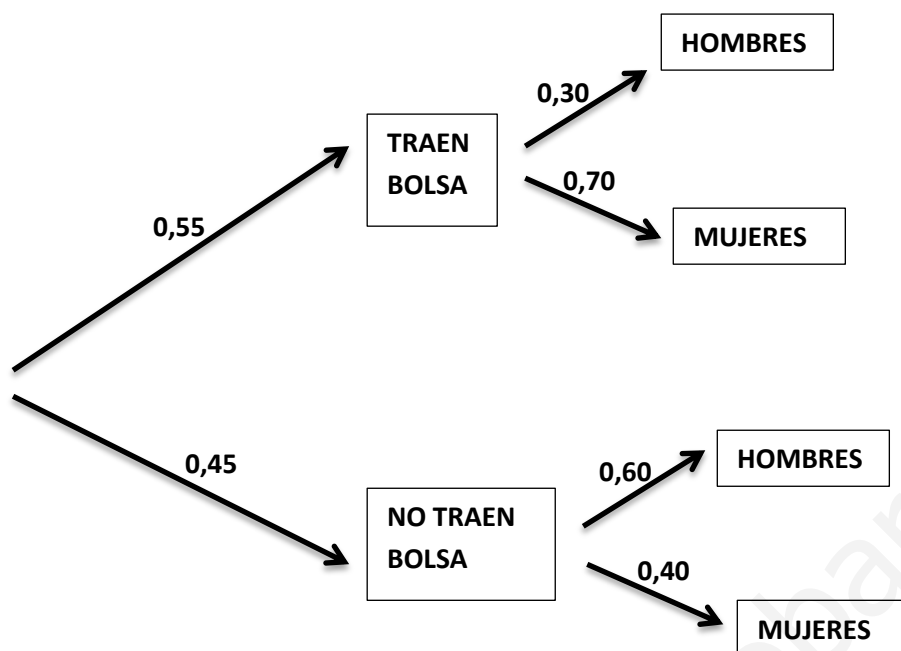 HOMBRES
0,30
TRAEN
BOLSA
0,70
0,55
MUJERES
0,45
HOMBRES
0,60
NO TRAEN
BOLSA
0,40
MUJERES